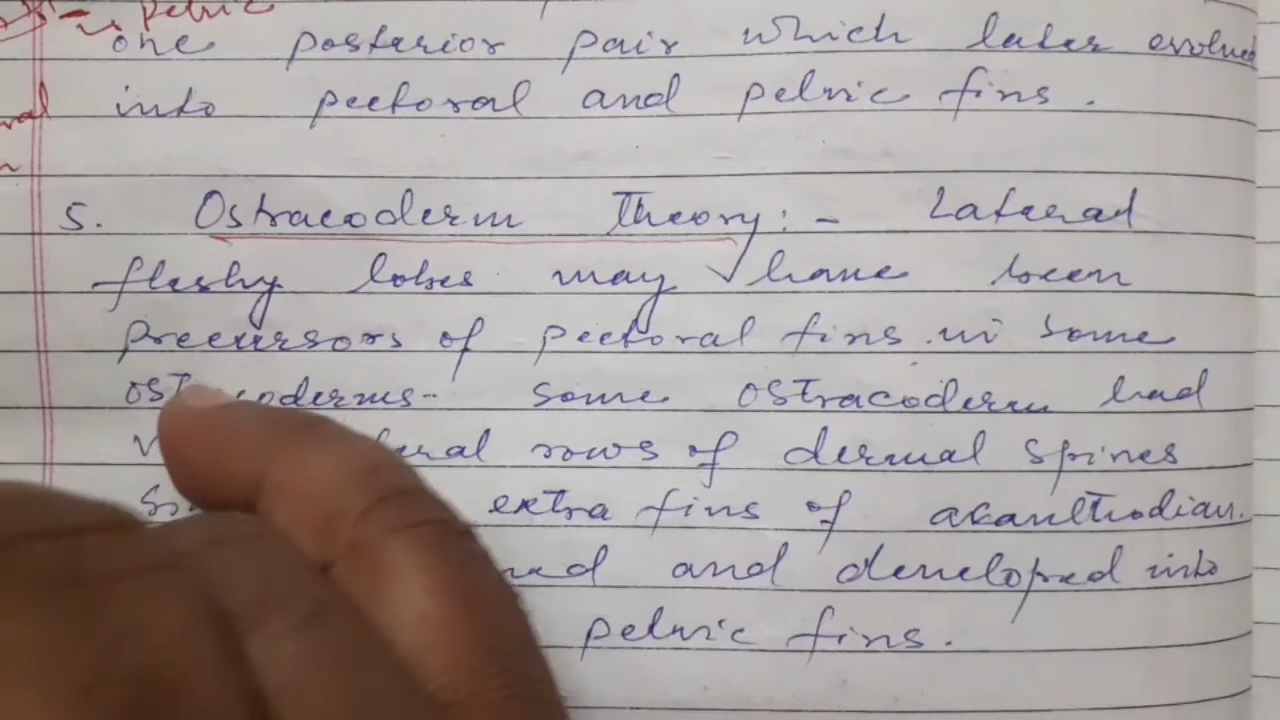 Pelvic
one posterior pair which later evolved
into pectoral and pelvic fins.
5. Ostracoderm Theory:- Lateral
fleshy lobes may have been
precursors of pectoral fins in some
ostracoderms.. some ostracoderm had
rows of dermal spines
extra fins of acanthodian.
and developed into
pelvic fins.